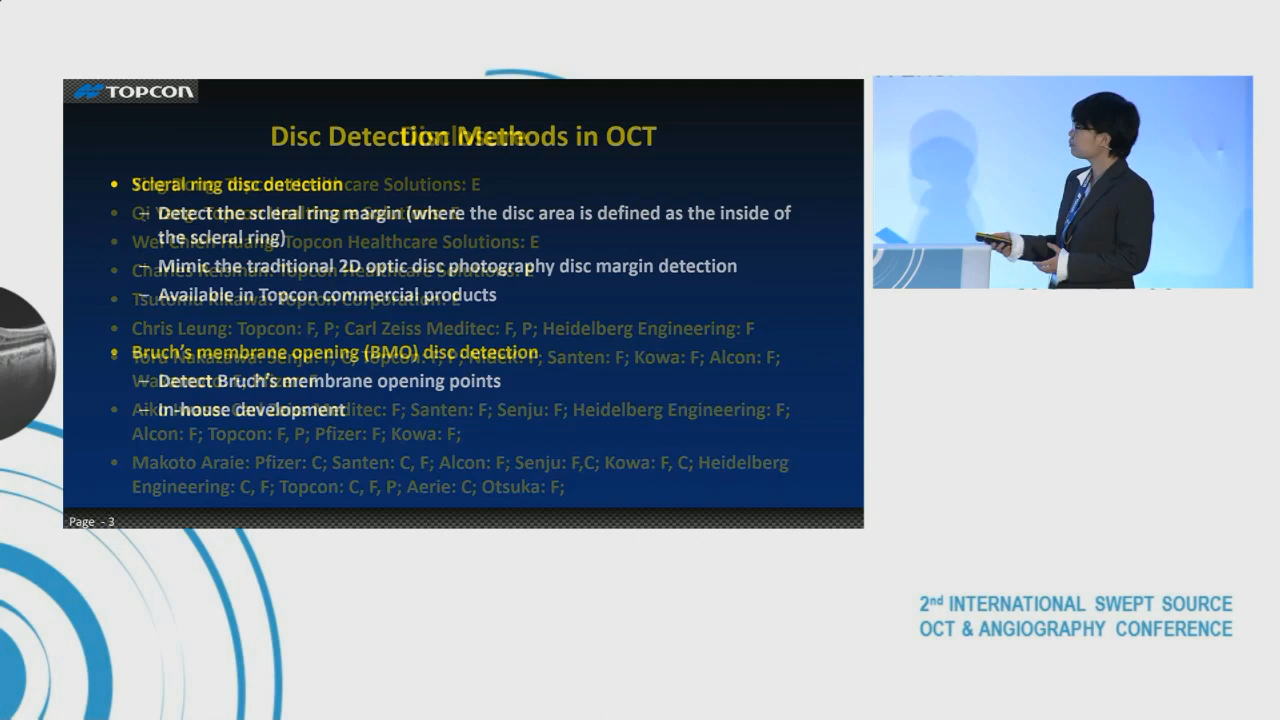 TOPCON
Disc Detection Methods in OCT
• Scleral ring disc detection
– Detect the scleral ring margin (where the disc area is defined as the inside of
the scleral ring)
– Mimic the traditional 2D optic disc photography disc margin detection
– Available in Topcon commercial products
• Bruch's membrane opening (BMO) disc detection
– Detect Bruch's membrane opening points
– In-house development
Healthcare Solutions: E
Topcon Healthcare Solutions: E
• Chris Leung: Topcon: F, P; Carl Zeiss Meditec: F, P; Heidelberg Engineering: F
Santen: F; Kowa: F; Alcon: F;
Meditec: F; Santen: F; Senju: F; Heidelberg Engineering: F;
Alcon: F; Topcon: F, P; Pfizer: F; Kowa: F;
• Makoto Araie: Pfizer: C; Santen: C, F; Alcon: F; Senju: F,C; Kowa: F, C; Heidelberg
Engineering: C, F; Topcon: C, F, P; Aerie: C; Otsuka: F;
Page - 3
2nd INTERNATIONAL SWEPT SOURCE
OCT & ANGIOGRAPHY CONFERENCE